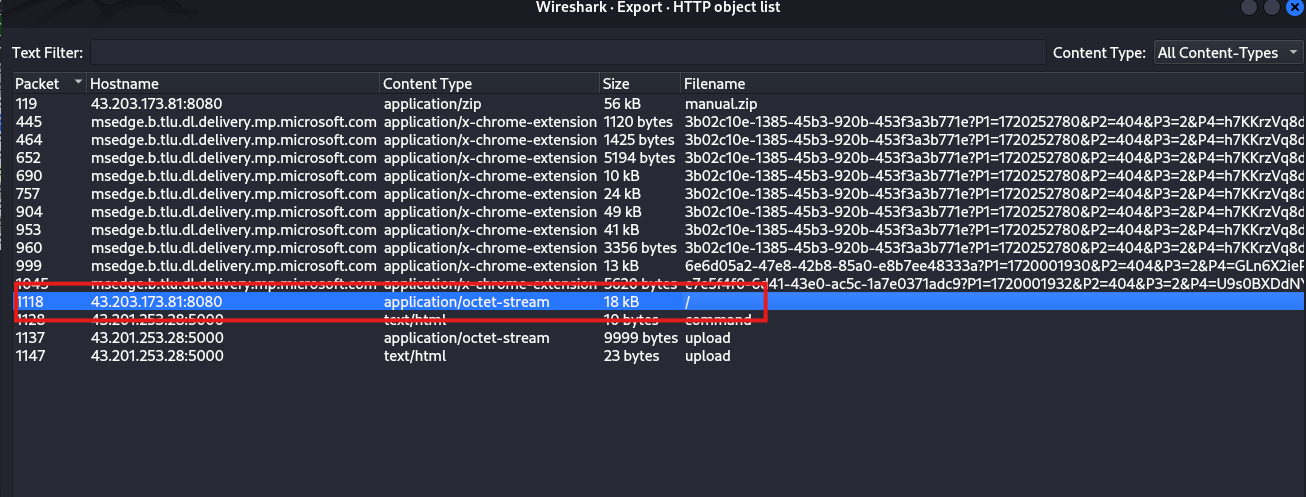 Wireshark · Export · HTTP object list
Text Filter: Content Type: All Content-Types
Packet Hostname Content Type Size Filename
119 43.203.173.81:8080 application/zip 56 kB manual.zip
445 msedge.b.tlu.dl.delivery.mp.microsoft.com application/x-chrome-extension 1120 bytes 3b02c10e-1385-45b3-920b-453f3a3b771e?P1=1720252780&P2=404&P3=2&P4=h7KKrzVq8d
464 msedge.b.tlu.dl.delivery.mp.microsoft.com application/x-chrome-extension 1425 bytes 3b02c10e-1385-45b3-920b-453f3a3b771e?P1=1720252780&P2=404&P3=2&P4=h7KKrzVq8d
652 msedge.b.tlu.dl.delivery.mp.microsoft.com application/x-chrome-extension 5194 bytes 3b02c10e-1385-45b3-920b-453f3a3b771e?P1=1720252780&P2=404&P3=2&P4=h7KKrzVq8d
690 msedge.b.tlu.dl.delivery.mp.microsoft.com application/x-chrome-extension 10 kB 3b02c10e-1385-45b3-920b-453f3a3b771e?P1=1720252780&P2=404&P3=2&P4=h7KKrzVq8d
757 msedge.b.tlu.dl.delivery.mp.microsoft.com application/x-chrome-extension 24 kB 3b02c10e-1385-45b3-920b-453f3a3b771e?P1=1720252780&P2=404&P3=2&P4=h7KKrzVq8d
904 msedge.b.tlu.dl.delivery.mp.microsoft.com application/x-chrome-extension 49 kB 3b02c10e-1385-45b3-920b-453f3a3b771e?P1=1720252780&P2=404&P3=2&P4=h7KKrzVq8d
953 msedge.b.tlu.dl.delivery.mp.microsoft.com application/x-chrome-extension 41 kB 3b02c10e-1385-45b3-920b-453f3a3b771e?P1=1720252780&P2=404&P3=2&P4=h7KKrzVq8d
960 msedge.b.tlu.dl.delivery.mp.microsoft.com application/x-chrome-extension 3356 bytes 3b02c10e-1385-45b3-920b-453f3a3b771e?P1=1720252780&P2=404&P3=2&P4=h7KKrzVq8d
999 msedge.b.tlu.dl.delivery.mp.microsoft.com application/x-chrome-extension 13 kB 6e6d05a2-47e8-42b8-85a0-e8b7ee48333a?P1=1720001930&P2=404&P3=2&P4=GLn6X2ieF
1045 msedge.b.tlu.dl.delivery.mp.microsoft.com application/x-chrome-extension 5620 bytes
1118 43.203.173.81:8080 application/octet-stream 18 kB /
1128 43.201.253.28:5000 text/html 10 bytes command
1137 43.201.253.28:5000 application/octet-stream 9999 bytes upload
1147 43.201.253.28:5000 text/html 23 bytes upload